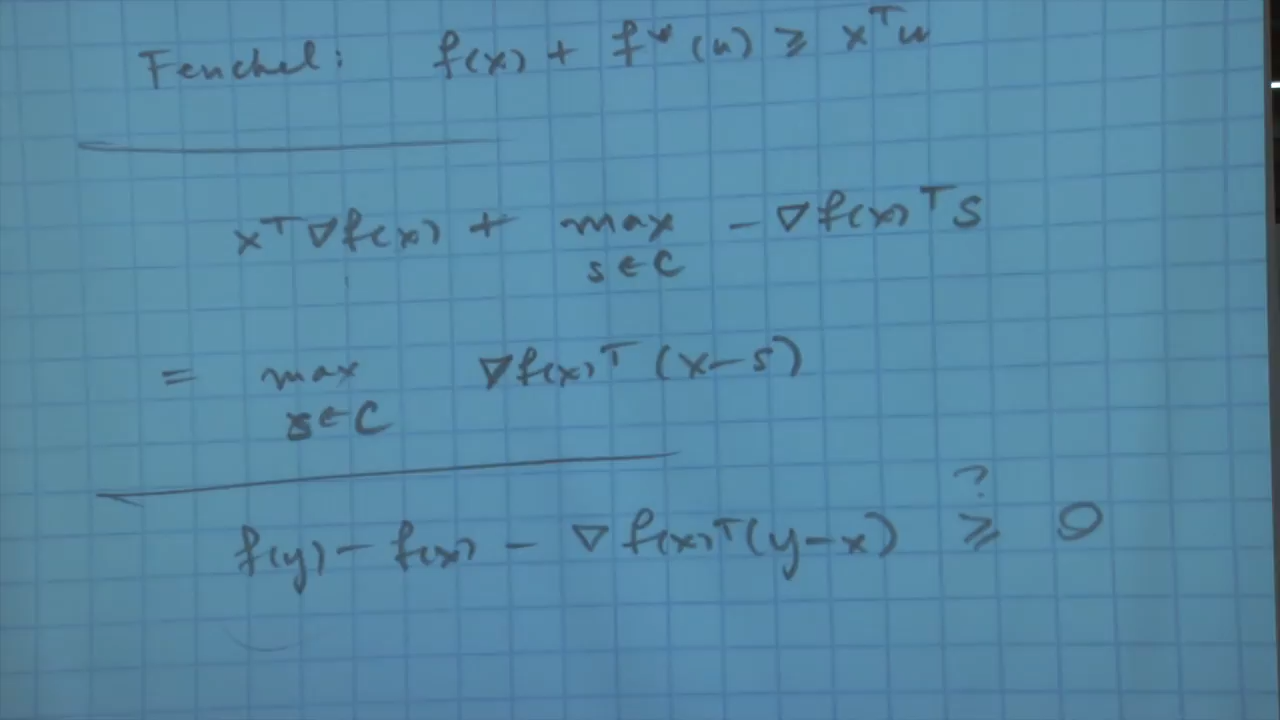 Fenchel: f(x) + f*(u) ≥ xᵀu
xᵀ∇f(x) + max - ∇f(x)ᵀs
s∈C
= max ∇f(x)ᵀ(x-s)
s∈C
?
f(y) - f(x) - ∇f(x)ᵀ(y-x) ≥ 0